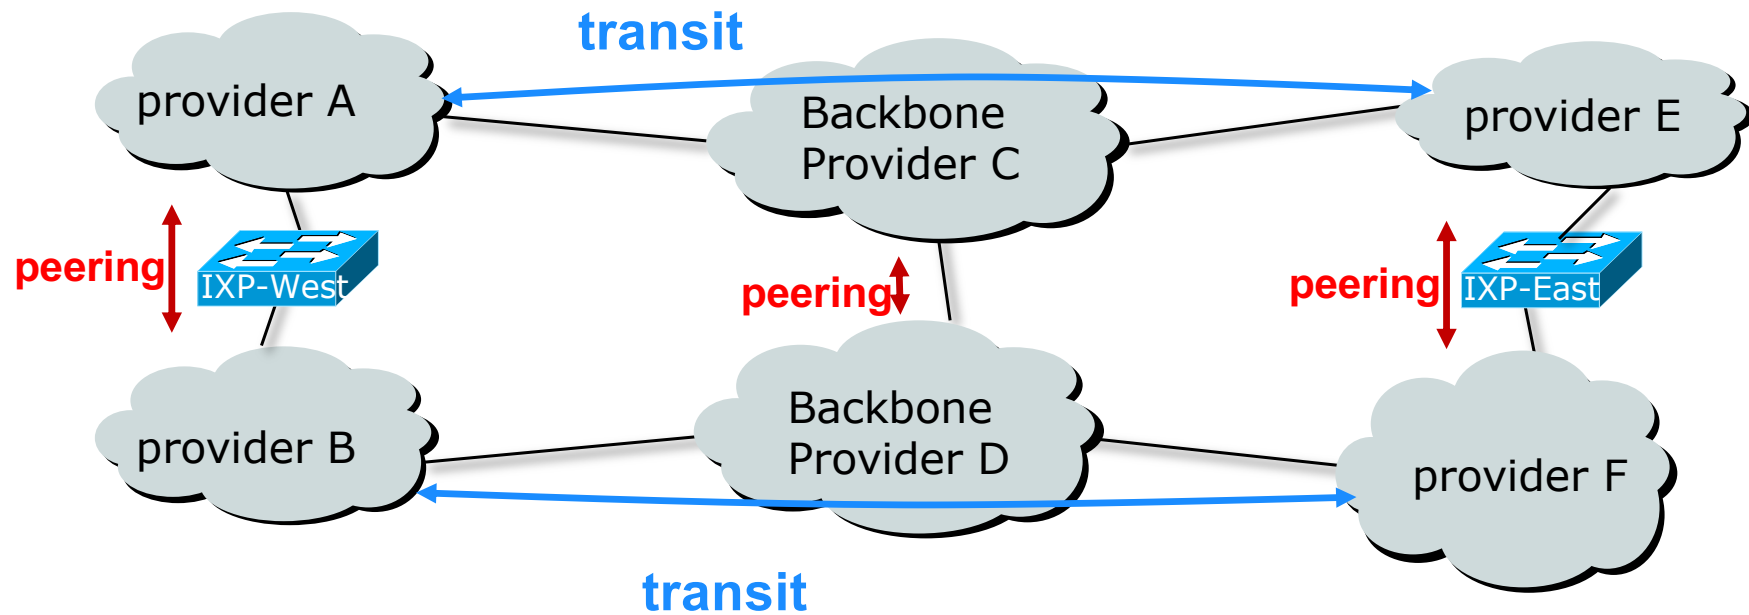 transit
provider A
Backbone
Provider C
provider E
peering
IXP-West
peering
peering
IXP-East
provider B
Backbone
Provider D
provider F
transit